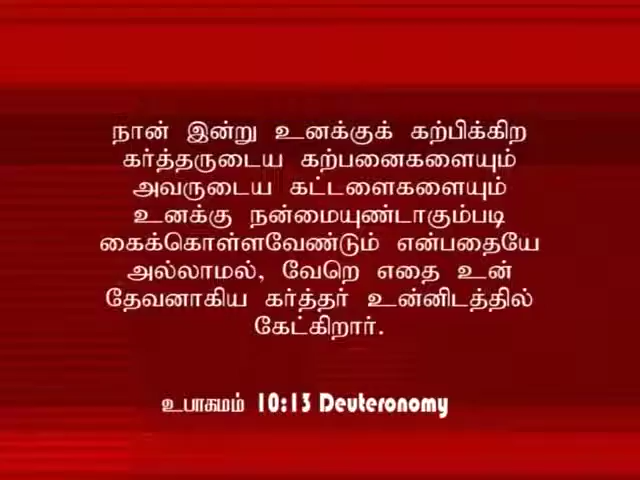 நான் இன்று உனக்குக் கற்பிக்கிற
கர்த்தருடைய கற்பனைகளையும்
அவருடைய கட்டளைகளையும்
உனக்கு நன்மையுண்டாகும்படி
கைக்கொள்ளவேண்டும் என்பதையே
அல்லாமல், வேறெ எதை உன்
தேவனாகிய கர்த்தர் உன்னிடத்தில்
கேட்கிறார்.
உபாகமம் 10:13 Deuteronomy